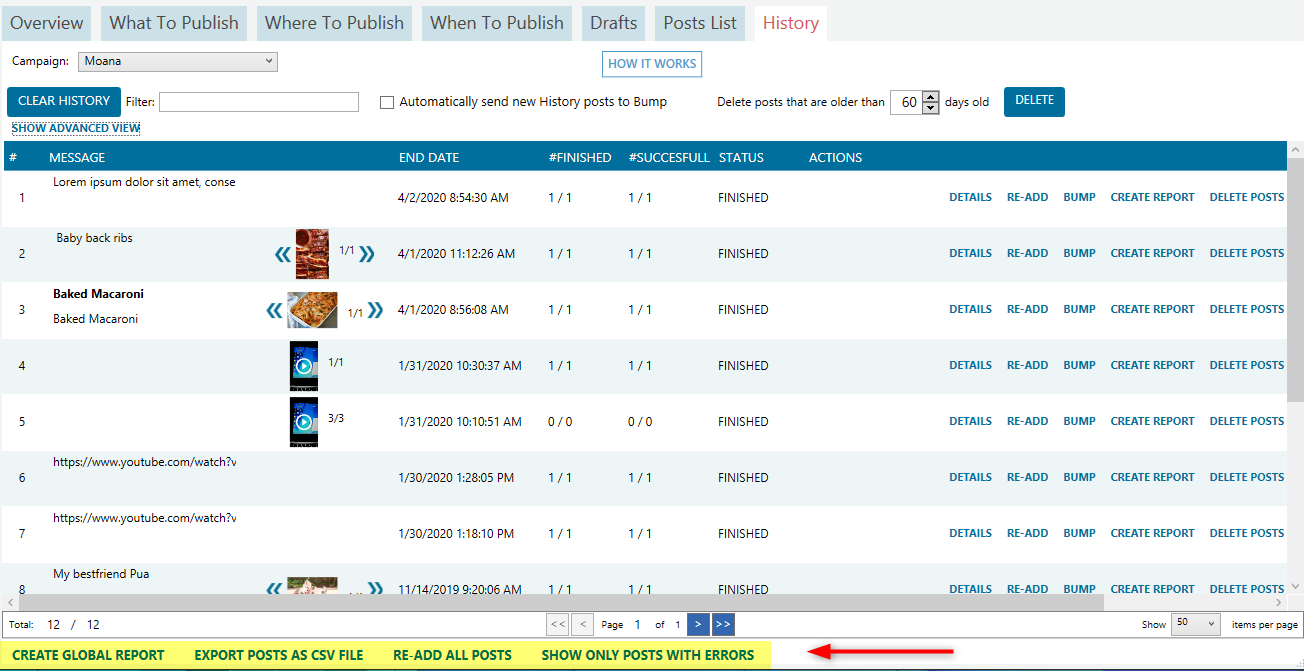 Overview What To Publish Where To Publish When To Publish Drafts Posts List History
Campaign: Moana HOW IT WORKS
CLEAR HISTORY Filter: Automatically send new History posts to Bump Delete posts that are older than 60 days old DELETE
SHOW ADVANCED VIEW
# MESSAGE END DATE #FINISHED #SUCCESFULL STATUS ACTIONS
Lorem ipsum dolor sit amet, conse
1 4/2/2020 8:54:30 AM 1 / 1 1 / 1 FINISHED DETAILS RE-ADD BUMP CREATE REPORT DELETE POSTS
Baby back ribs
2 1/1 4/1/2020 11:12:26 AM 1 / 1 1 / 1 FINISHED DETAILS RE-ADD BUMP CREATE REPORT DELETE POSTS
Baked Macaroni
3 1/1 4/1/2020 8:56:08 AM 1 / 1 1 / 1 FINISHED DETAILS RE-ADD BUMP CREATE REPORT DELETE POSTS
Baked Macaroni
4 1/1 1/31/2020 10:30:37 AM 1 / 1 1 / 1 FINISHED DETAILS RE-ADD BUMP CREATE REPORT DELETE POSTS
5 3/3 1/31/2020 10:10:51 AM 0 / 0 0 / 0 FINISHED DETAILS RE-ADD BUMP CREATE REPORT DELETE POSTS
https://www.youtube.com/watch?v
6 1/30/2020 1:28:05 PM 1 / 1 1 / 1 FINISHED DETAILS RE-ADD BUMP CREATE REPORT DELETE POSTS
https://www.youtube.com/watch?v
7 1/30/2020 1:18:10 PM 1 / 1 1 / 1 FINISHED DETAILS RE-ADD BUMP CREATE REPORT DELETE POSTS
My bestfriend Pua
8 11/14/2019 9:20:06 AM 1 / 1 1 / 1 FINISHED DETAILS RE-ADD BUMP CREATE REPORT DELETE POSTS
Total: 12 / 12 << < Page 1 of 1 > >> Show 50 items per page
CREATE GLOBAL REPORT EXPORT POSTS AS CSV FILE RE-ADD ALL POSTS SHOW ONLY POSTS WITH ERRORS